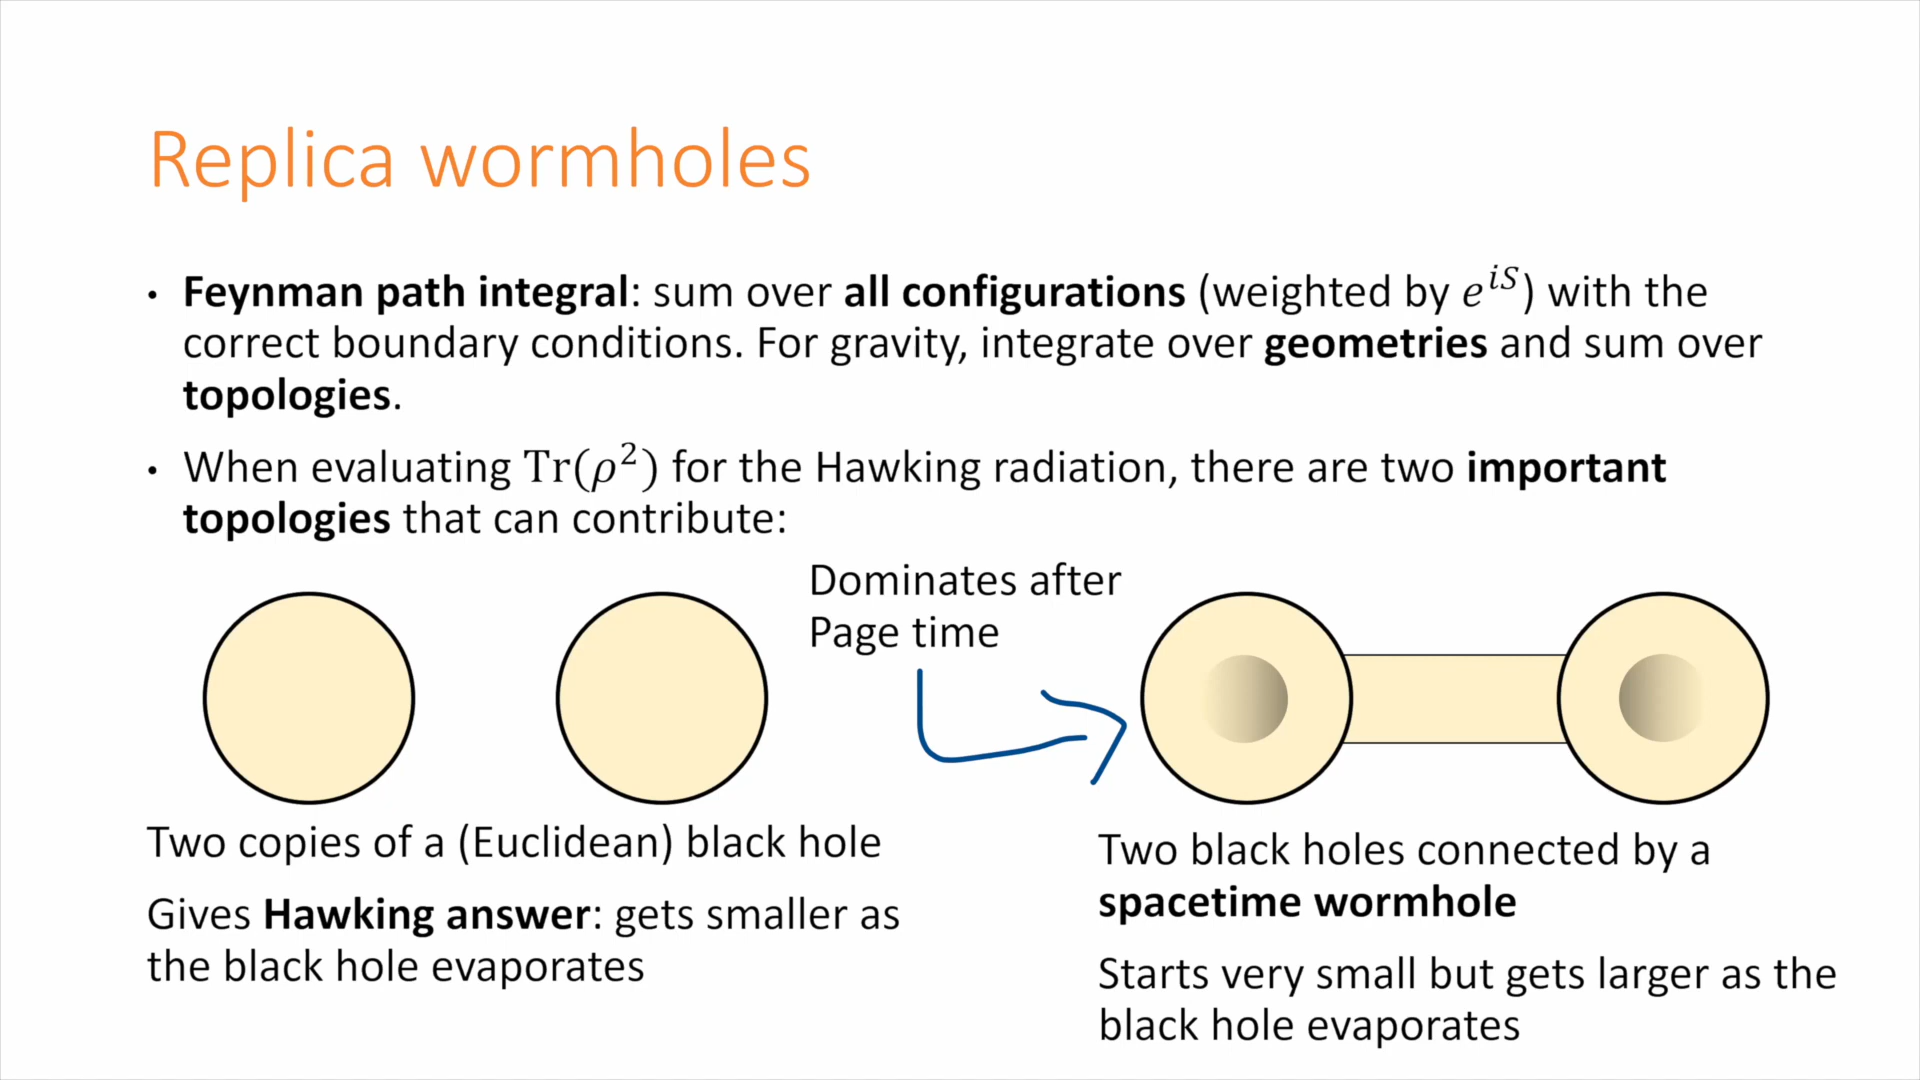 Replica wormholes
• Feynman path integral: sum over all configurations (weighted by e^{iS}) with the
correct boundary conditions. For gravity, integrate over geometries and sum over
topologies.
• When evaluating Tr(ρ²) for the Hawking radiation, there are two important
topologies that can contribute:
Dominates after
Page time
Two copies of a (Euclidean) black hole
Gives Hawking answer: gets smaller as
the black hole evaporates
Two black holes connected by a
spacetime wormhole
Starts very small but gets larger as the
black hole evaporates